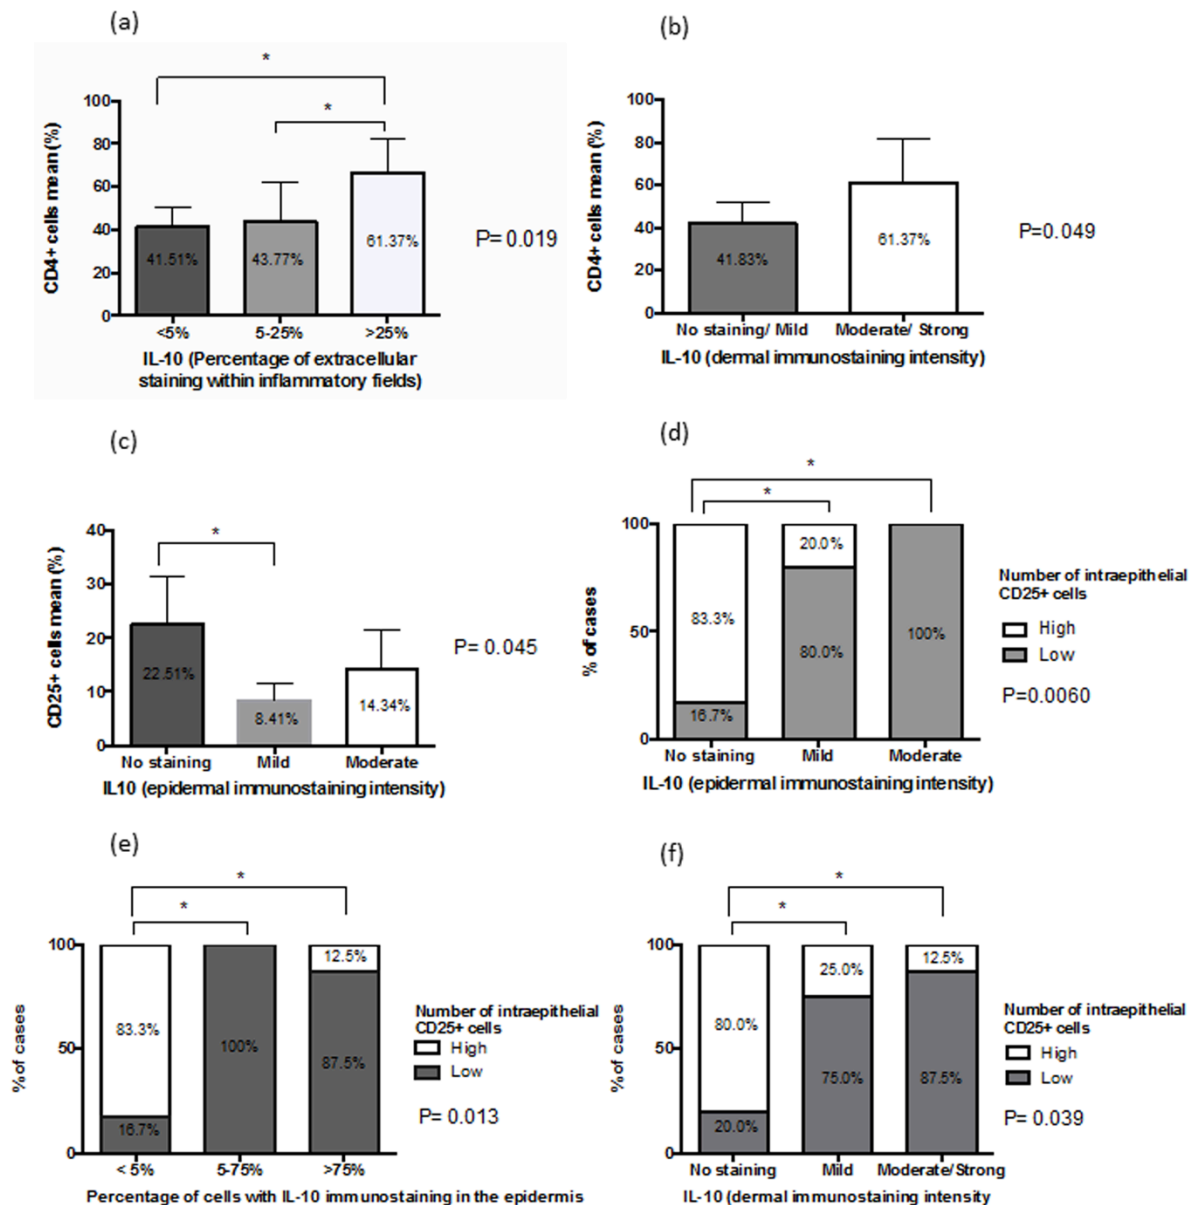 (a)
*
*
100
80
60
40
20
0
CD4+ cells mean (%)
41.51%
43.77%
61.37%
<5%
5-25%
>25%
IL-10 (Percentage of extracellular
staining within inflammatory fields)
P= 0.019
(b)
100
80
60
40
20
0
CD4+ cells mean (%)
41.83%
61.37%
No staining/ Mild
Moderate/ Strong
IL-10 (dermal immunostaining intensity)
P=0.049
(c)
*
40
30
20
10
0
CD25+ cells mean (%)
22.51%
8.41%
14.34%
No staining
Mild
Moderate
IL10 (epidermal immunostaining intensity)
P= 0.045
(d)
*
*
100
50
0
% of cases
83.3%
16.7%
20.0%
80.0%
100%
No staining
Mild
Moderate
IL-10 (epidermal immunostaining intensity)
Number of intraepithelial
CD25+ cells
High
Low
P=0.0060
(e)
*
*
100
50
0
% of cases
83.3%
16.7%
100%
12.5%
87.5%
< 5%
5-75%
>75%
Percentage of cells with IL-10 immunostaining in the epidermis
Number of intraepithelial
CD25+ cells
High
Low
P= 0.013
(f)
*
*
100
50
0
% of cases
80.0%
20.0%
25.0%
75.0%
12.5%
87.5%
No staining
Mild
Moderate/Strong
IL-10 (dermal immunostaining intensity
Number of intraepithelial
CD25+ cells
High
Low
P= 0.039